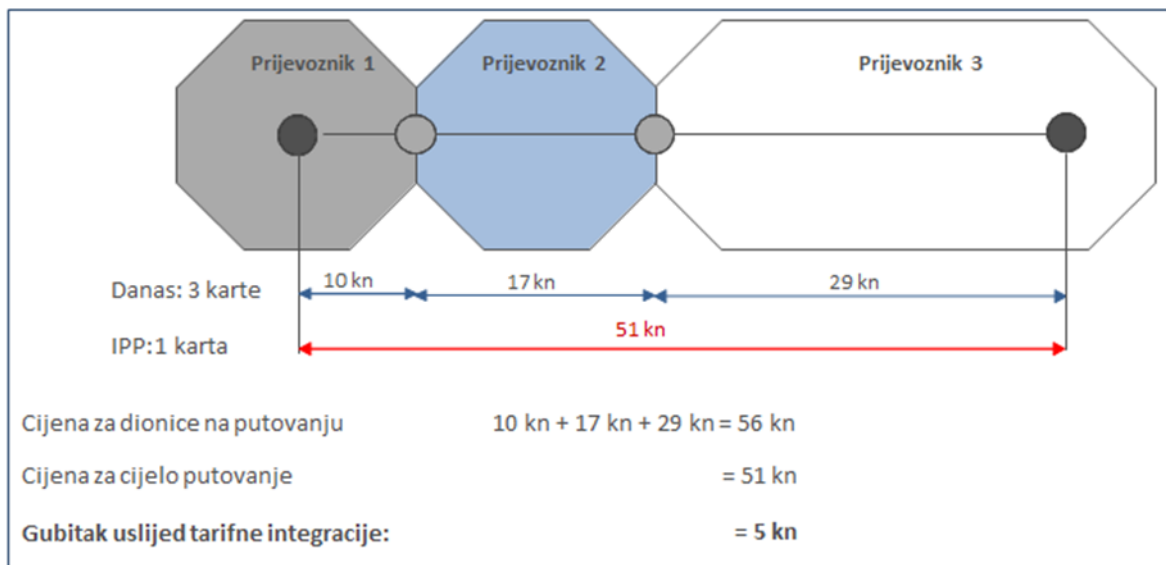 Prijevoznik 1 Prijevoznik 2 Prijevoznik 3
Danas: 3 karte 10 kn 17 kn 29 kn
IPP:1 karta 51 kn
Cijena za dionice na putovanju 10 kn + 17 kn + 29 kn = 56 kn
Cijena za cijelo putovanje = 51 kn
Gubitak uslijed tarifne integracije: = 5 kn